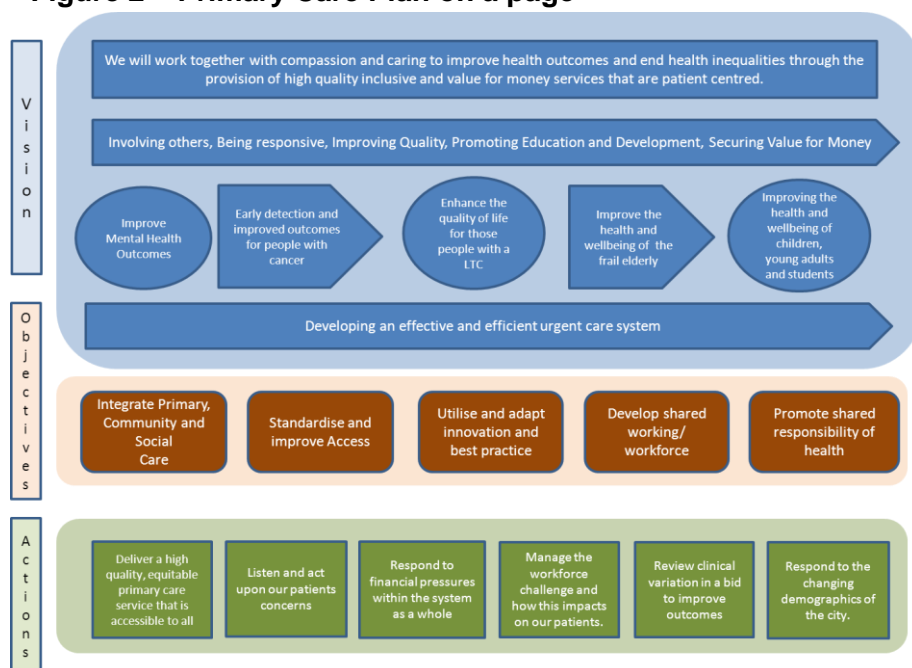 Figure 2 – Primary Care Plan on a page
Vision
We will work together with compassion and caring to improve health outcomes and end health inequalities through the
provision of high quality inclusive and value for money services that are patient centred.
Involving others, Being responsive, Improving Quality, Promoting Education and Development, Securing Value for Money
Improve
Mental Health
Outcomes
Early detection and
improved outcomes
for people with
cancer
Enhance the
quality of life
for those
people with a
LTC
Improve the
health and
wellbeing of the
frail elderly
Improving the
health and
wellbeing of
children,
young adults
and students
Developing an effective and efficient urgent care system
Objectives
Integrate Primary,
Community and
Social
Care
Standardise and
improve Access
Utilise and adapt
innovation and
best practice
Develop shared
working/
workforce
Promote shared
responsibility of
health
Actions
Deliver a high
quality, equitable
primary care
service that is
accessible to all
Listen and act
upon our patients
concerns
Respond to
financial pressures
within the system
as a whole
Manage the
workforce
challenge and
how this impacts
on our patients.
Review clinical
variation in a bid
to improve
outcomes
Respond to the
changing
demographics of
the city.